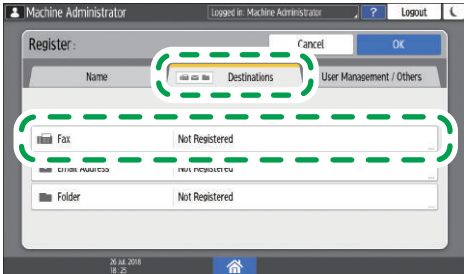 Machine Administrator
Logged in: Machine Administrator
?
Logout
Register:
Cancel
OK
Name
Destinations
User Management / Others
Fax
Not Registered
Email Address
Not Registered
Folder
Not Registered
26 Jul. 2018
18:25